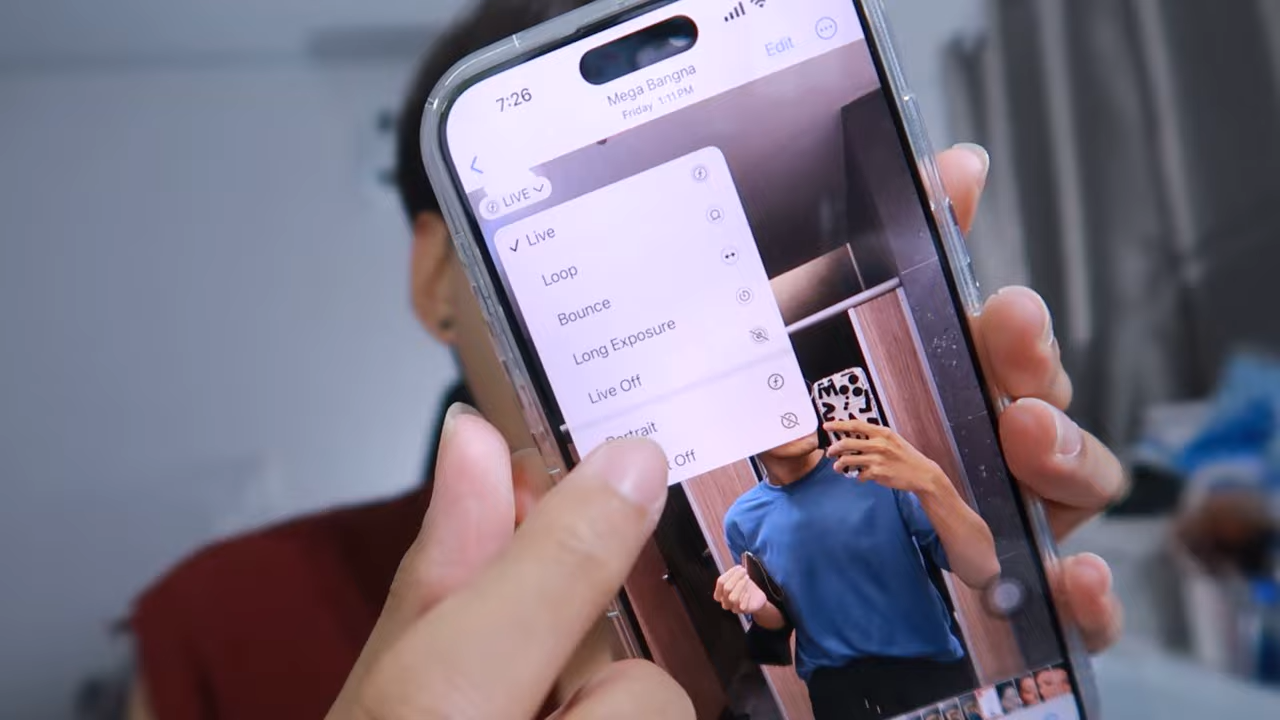 7:26
Edit
Mega Bangna
Friday 1:11 PM
LIVE
Live
Loop
Bounce
Long Exposure
Live Off
Portrait
Off